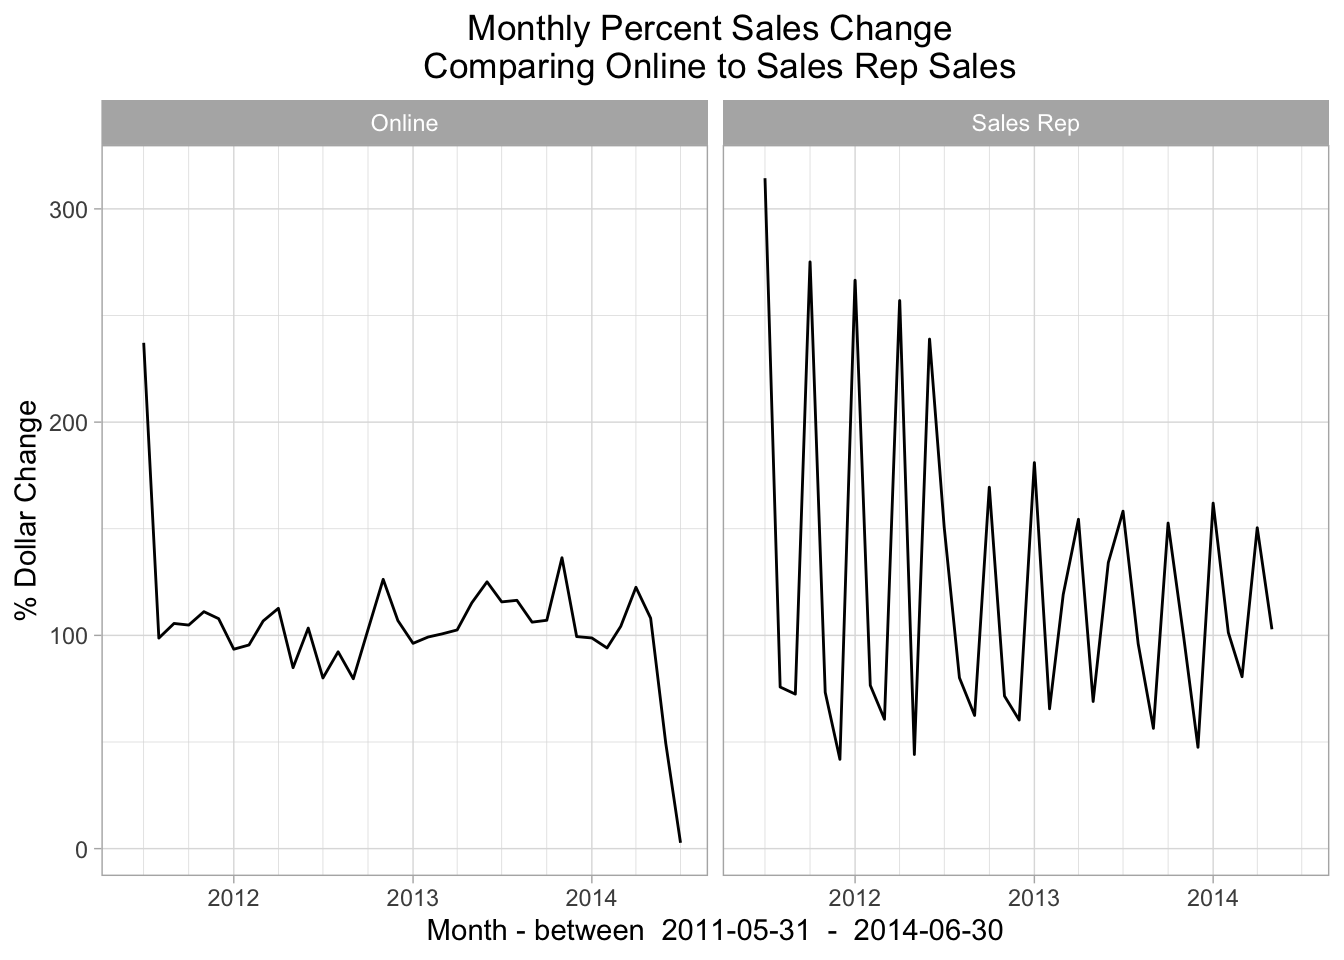 Monthly Percent Sales Change
Comparing Online to Sales Rep Sales
Online
Sales Rep
% Dollar Change
300
200
100
0
2012
2013
2014
2012
2013
2014
Month - between  2011-05-31  -  2014-06-30